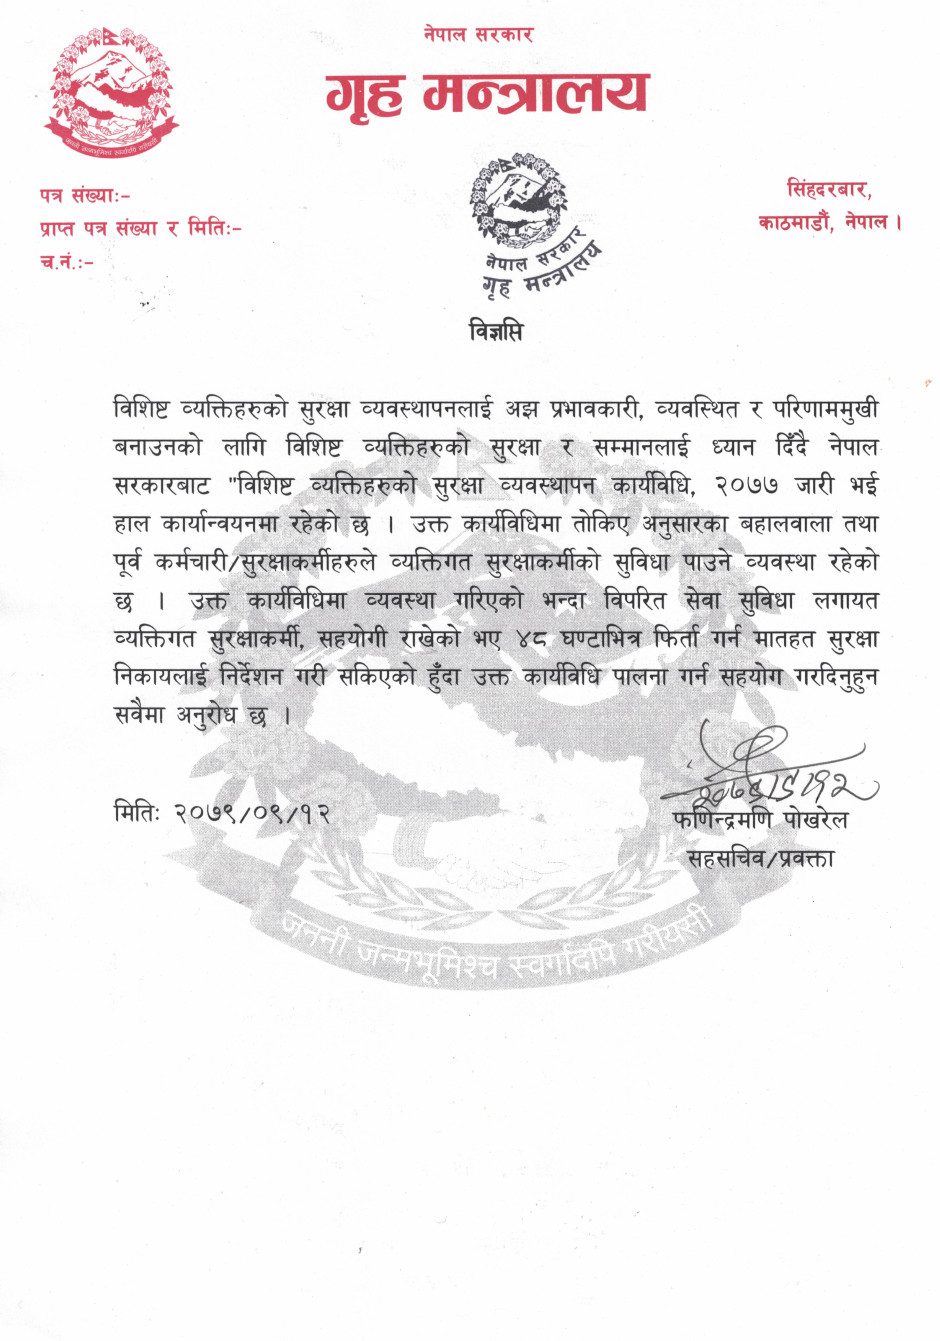 नेपाल सरकार
गृह मन्त्रालय
जननी जन्मभूमिश्च स्वर्गादपि गरीयसी
पत्र संख्याः-
प्राप्त पत्र संख्या र मितिः-
च.नं.:-
सिंहदरबार,
काठमाडौं, नेपाल ।
नेपाल सरकार
गृह मन्त्रालय
विज्ञप्ति
विशिष्ट व्यक्तिहरुको सुरक्षा व्यवस्थापनलाई अझ प्रभावकारी, व्यवस्थित र परिणाममुखी
बनाउनको लागि विशिष्ट व्यक्तिहरुको सुरक्षा र सम्मानलाई ध्यान दिँदै नेपाल
सरकारबाट "विशिष्ट व्यक्तिहरुको सुरक्षा व्यवस्थापन कार्यविधि, २०७७ जारी भई
हाल कार्यान्वयनमा रहेको छ । उक्त कार्यविधिमा तोकिए अनुसारका बहालवाला तथा
पूर्व कर्मचारी/सुरक्षाकर्मीहरुले व्यक्तिगत सुरक्षाकर्मीको सुविधा पाउने व्यवस्था रहेको
छ । उक्त कार्यविधिमा व्यवस्था गरिएको भन्दा विपरित सेवा सुविधा लगायत
व्यक्तिगत सुरक्षाकर्मी, सहयोगी राखेको भए ४८ घण्टाभित्र फिर्ता गर्न मातहत सुरक्षा
निकायलाई निर्देशन गरी सकिएको हुँदा उक्त कार्यविधि पालना गर्न सहयोग गरदिनुहुन
सवैमा अनुरोध छ ।
२०७९।९।१२
मितिः २०७९/०९/१२
फणिन्द्रमणि पोखरेल
सहसचिव/प्रवक्ता
जननी जन्मभूमिश्च स्वर्गादपि गरीयसी